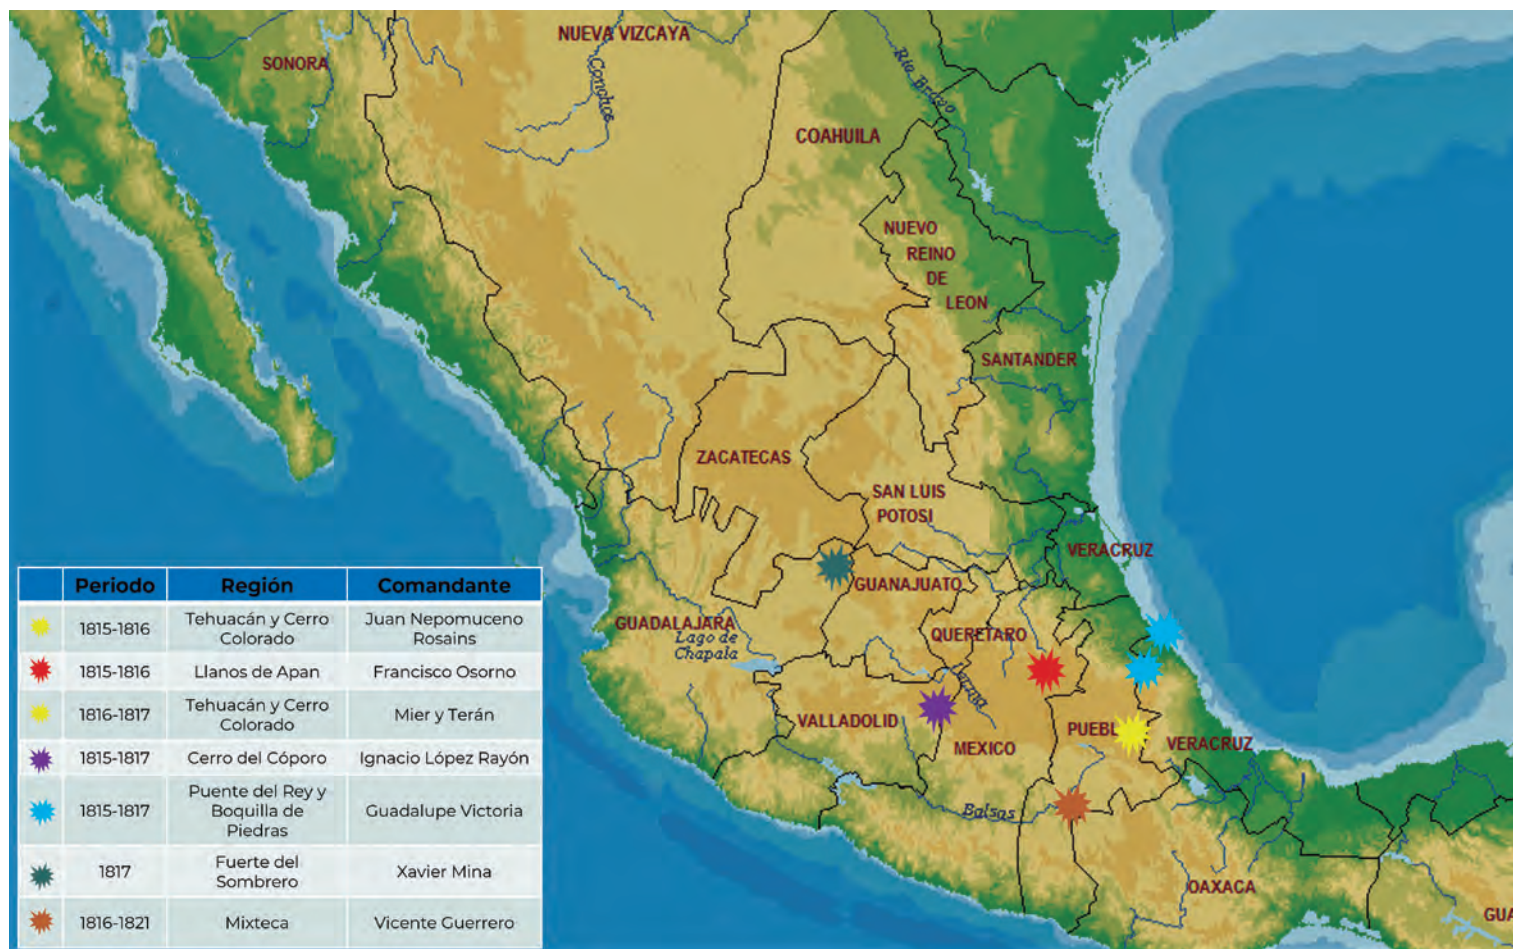 NUEVA VIZCAYA
SONORA
Conchos
Rio Bravo
COAHUILA
NUEVO
REINO
DE
LEON
SANTANDER
ZACATECAS
SAN LUIS
POTOSI
VERACRUZ
GUANAJUATO
GUADALAJARA
Lago de
Chapala
QUERETARO
VALLADOLID
MEXICO
PUEBL
VERACRUZ
Balsas
OAXACA
GUA
Periodo Región Comandante
1815-1816 Tehuacán y Cerro Colorado Juan Nepomuceno Rosains
1815-1816 Llanos de Apan Francisco Osorno
1816-1817 Tehuacán y Cerro Colorado Mier y Terán
1815-1817 Cerro del Cóporo Ignacio López Rayón
1815-1817 Puente del Rey y Boquilla de Piedras Guadalupe Victoria
1817 Fuerte del Sombrero Xavier Mina
1816-1821 Mixteca Vicente Guerrero